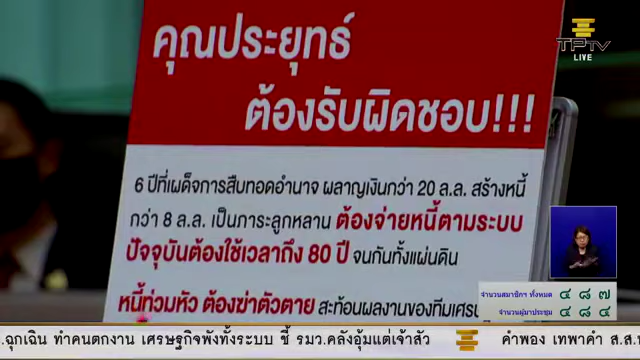 คุณประยุทธ์
TPTV
LIVE
ต้องรับผิดชอบ!!!
6 ปีที่เผด็จการสืบทอดอำนาจ ผลาญเงินกว่า 20 ล.ล. สร้างหนี้
กว่า 8 ล.ล. เป็นภาระลูกหลาน ต้องจ่ายหนี้ตามระบบ
ปัจจุบันต้องใช้เวลาถึง 80 ปี จนกันทั้งแผ่นดิน
หนี้ท่วมหัว ต้องฆ่าตัวตาย สะท้อนผลงานของทีมเศรษ
จำนวนสมาชิกฯ ทั้งหมด ๔ ๘ ๗
จำนวนผู้มาประชุม ๔ ๘ ๔
.ฉุกเฉิน ทำคนตกงาน เศรษฐกิจพังทั้งระบบ ชี้ รมว.คลังอุ้มแต่เจ้าสัว คำพอง เทพาคำ ส.ส.